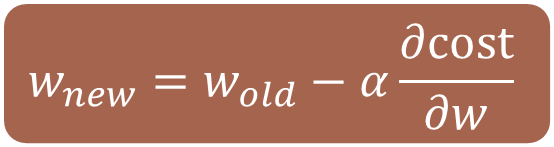 w_new = w_old − α ∂cost/∂w